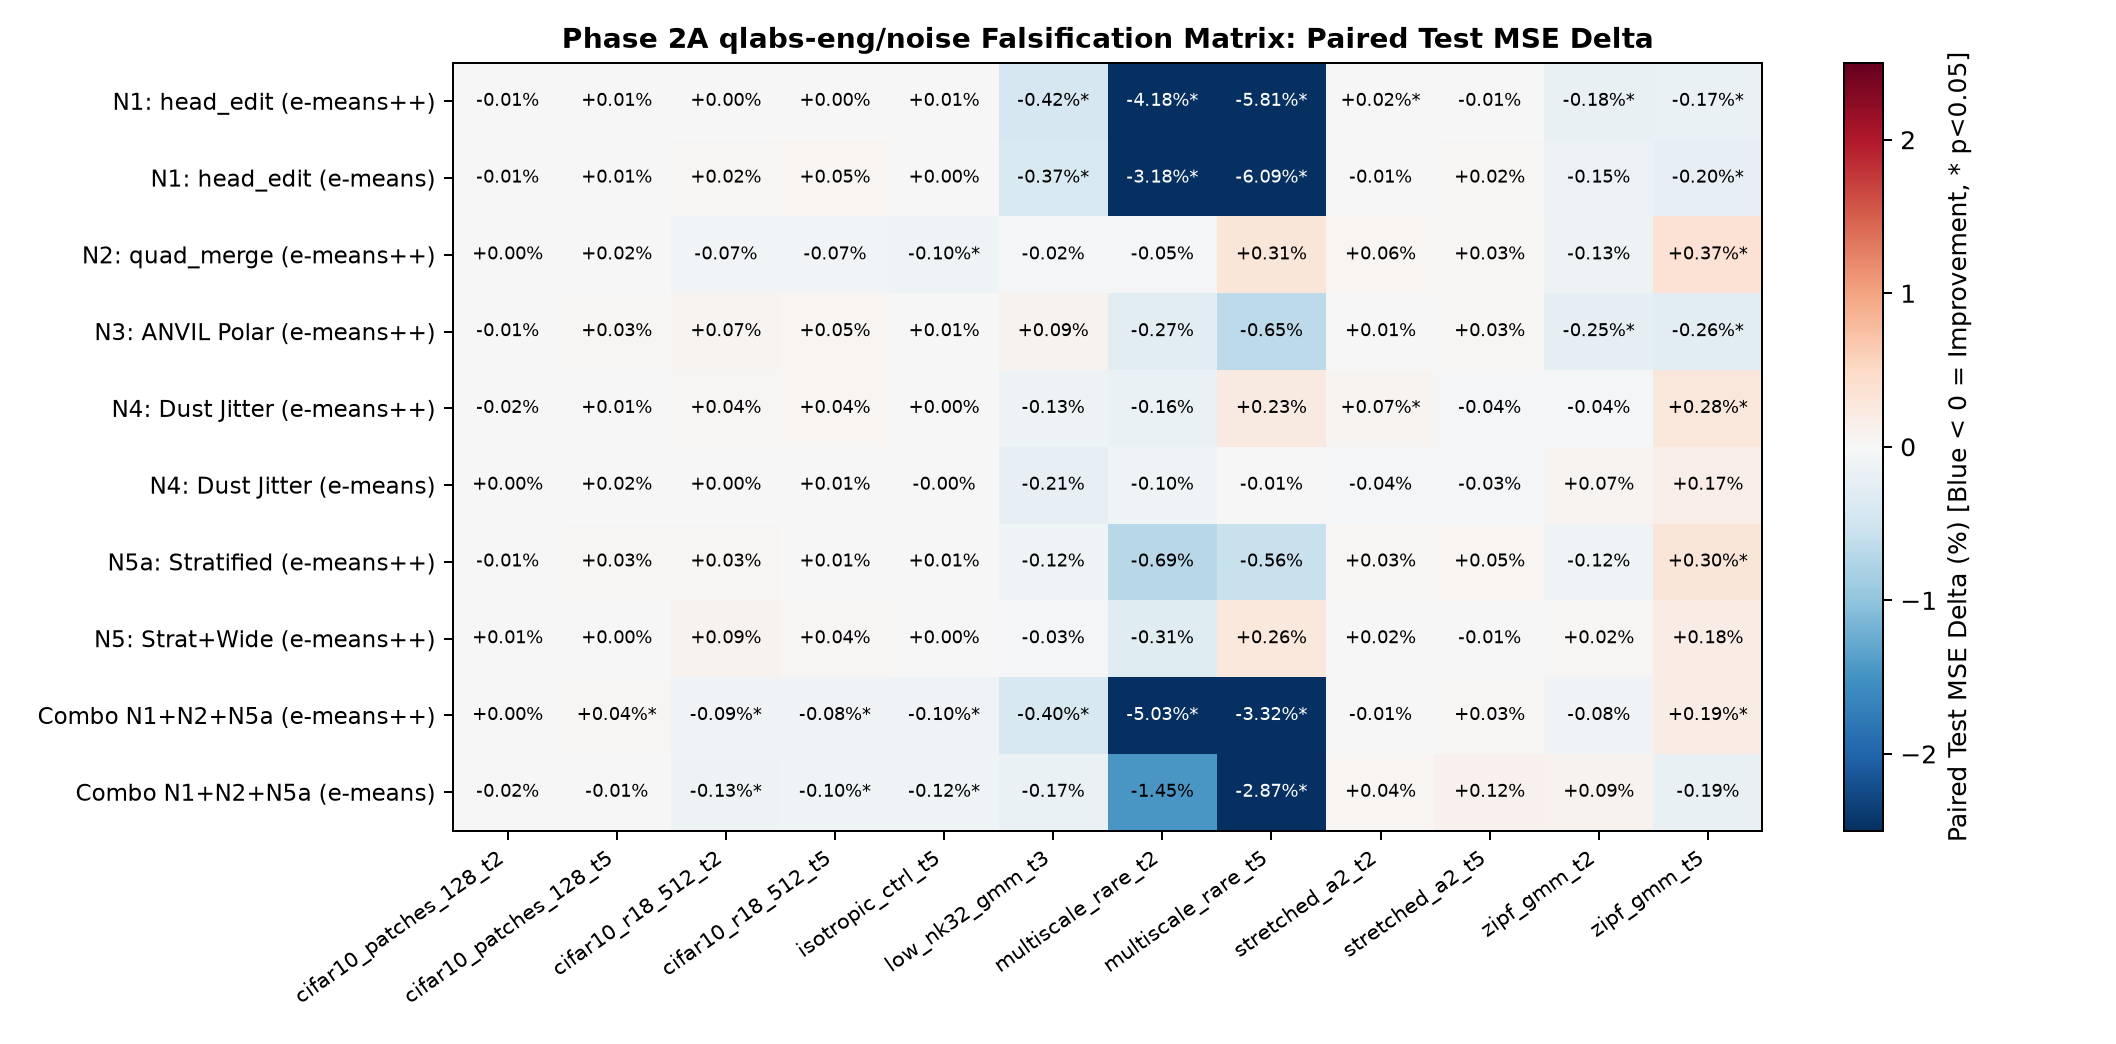 Phase 2A qlabs-eng/noise Falsification Matrix: Paired Test MSE Delta
N1: head_edit (e-means++) -0.01% +0.01% +0.00% +0.00% +0.01% -0.42%* -4.18%* -5.81%* +0.02%* -0.01% -0.18%* -0.17%*
N1: head_edit (e-means) -0.01% +0.01% +0.02% +0.05% +0.00% -0.37%* -3.18%* -6.09%* -0.01% +0.02% -0.15% -0.20%*
N2: quad_merge (e-means++) +0.00% +0.02% -0.07% -0.07% -0.10%* -0.02% -0.05% +0.31% +0.06% +0.03% -0.13% +0.37%*
N3: ANVIL Polar (e-means++) -0.01% +0.03% +0.07% +0.05% +0.01% +0.09% -0.27% -0.65% +0.01% +0.03% -0.25%* -0.26%*
N4: Dust Jitter (e-means++) -0.02% +0.01% +0.04% +0.04% +0.00% -0.13% -0.16% +0.23% +0.07%* -0.04% -0.04% +0.28%*
N4: Dust Jitter (e-means) +0.00% +0.02% +0.00% +0.01% -0.00% -0.21% -0.10% -0.01% -0.04% -0.03% +0.07% +0.17%
N5a: Stratified (e-means++) -0.01% +0.03% +0.03% +0.01% +0.01% -0.12% -0.69% -0.56% +0.03% +0.05% -0.12% +0.30%*
N5: Strat+Wide (e-means++) +0.01% +0.00% +0.09% +0.04% +0.00% -0.03% -0.31% +0.26% +0.02% -0.01% +0.02% +0.18%
Combo N1+N2+N5a (e-means++) +0.00% +0.04%* -0.09%* -0.08%* -0.10%* -0.40%* -5.03%* -3.32%* -0.01% +0.03% -0.08% +0.19%*
Combo N1+N2+N5a (e-means) -0.02% -0.01% -0.13%* -0.10%* -0.12%* -0.17% -1.45% -2.87%* +0.04% +0.12% +0.09% -0.19%
cifar10_patches_128_t2
cifar10_patches_128_t5
cifar10_r18_512_t2
cifar10_r18_512_t5
isotropic_ctrl_t5
low_nk32_gmm_t3
multiscale_rare_t2
multiscale_rare_t5
stretched_a2_t2
stretched_a2_t5
zipf_gmm_t2
zipf_gmm_t5
2
1
0
−1
−2
Paired Test MSE Delta (%) [Blue < 0 = Improvement, * p<0.05]